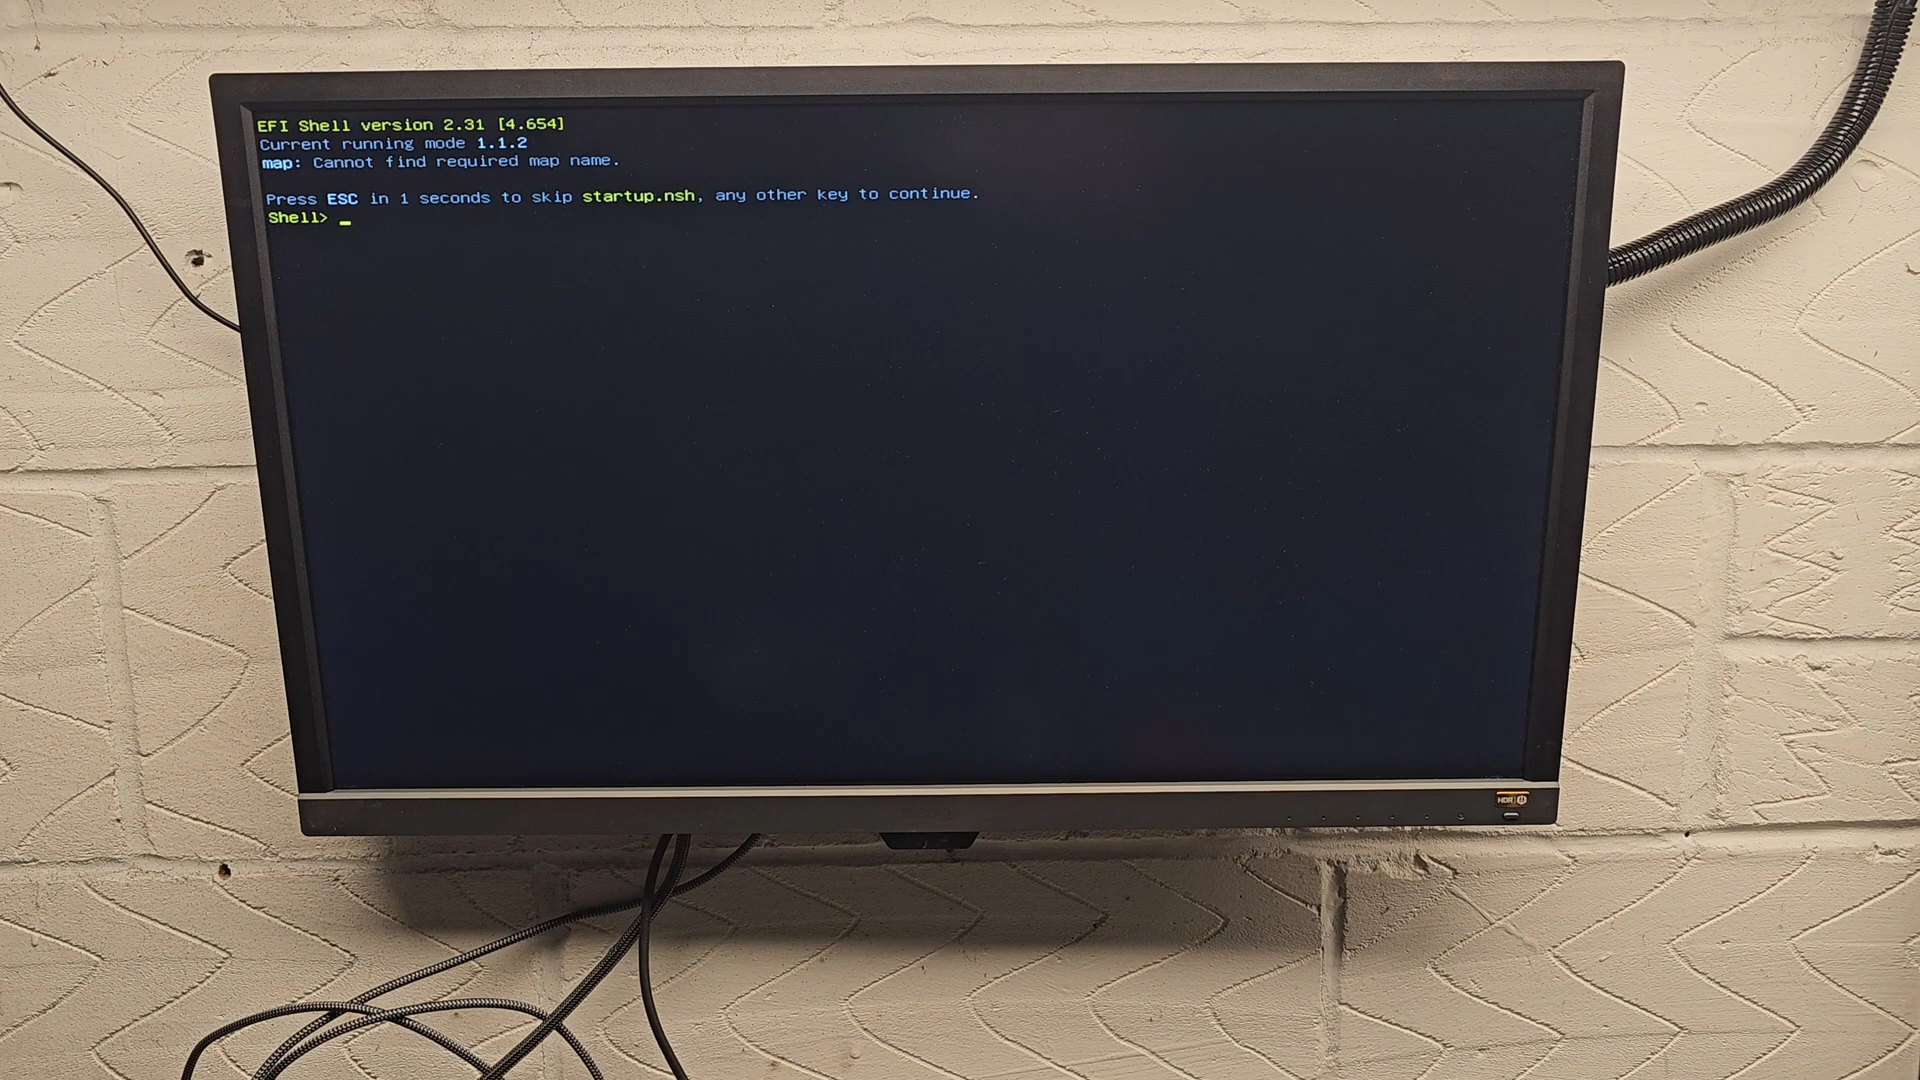 EFI Shell version 2.31 [4.654]
Current running mode 1.1.2
map: Cannot find required map name.
Press ESC in 1 seconds to skip startup.nsh, any other key to continue.
Shell> _
HDR